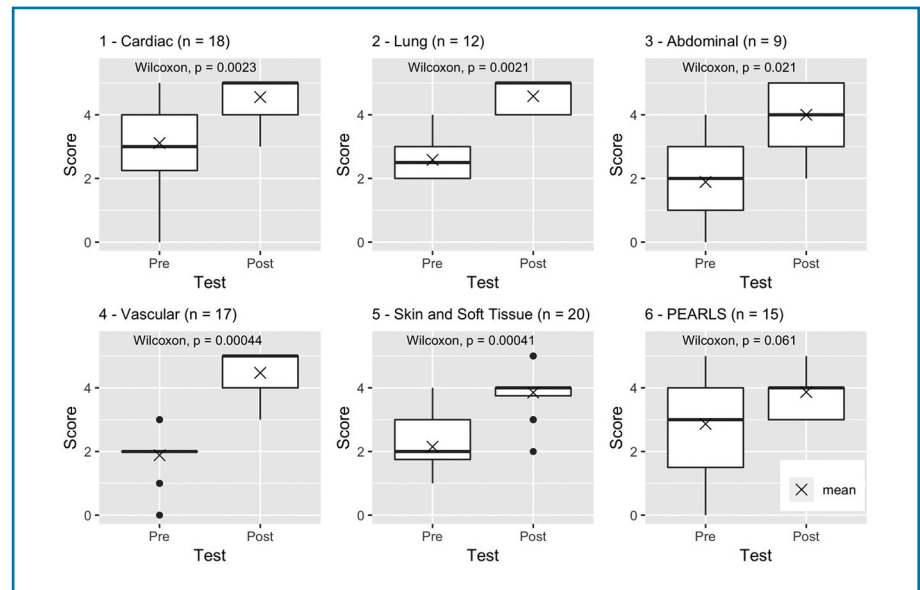 1 - Cardiac (n = 18)
Wilcoxon, p = 0.0023
4
2
0
Score
Pre
Post
Test
2 - Lung (n = 12)
Wilcoxon, p = 0.0021
4
2
0
Score
Pre
Post
Test
3 - Abdominal (n = 9)
Wilcoxon, p = 0.021
4
2
0
Score
Pre
Post
Test
4 - Vascular (n = 17)
Wilcoxon, p = 0.00044
4
2
0
Score
Pre
Post
Test
5 - Skin and Soft Tissue (n = 20)
Wilcoxon, p = 0.00041
4
2
0
Score
Pre
Post
Test
6 - PEARLS (n = 15)
Wilcoxon, p = 0.061
4
2
0
Score
mean
Pre
Post
Test